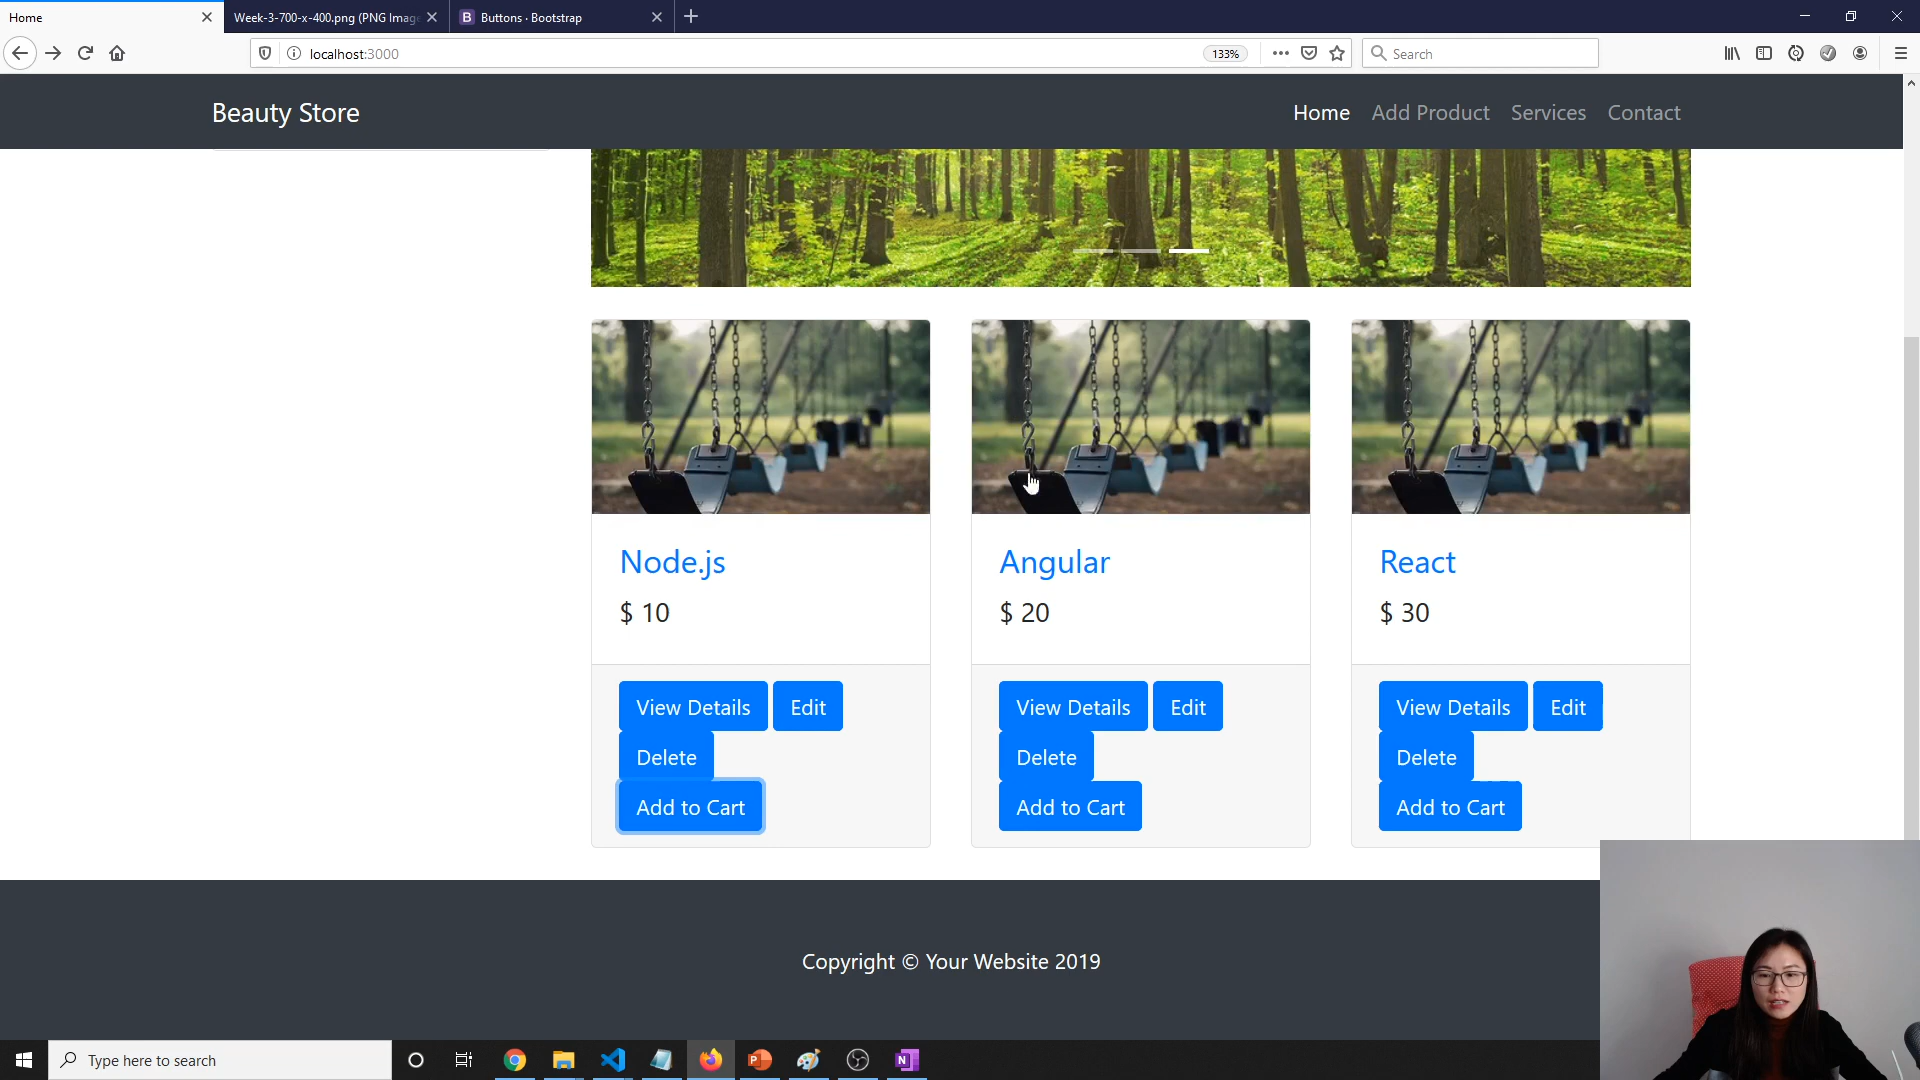 Home
Week-3-700-x-400.png (PNG Imag
B Buttons · Bootstrap
localhost:3000
133%
Search
Beauty Store
Home Add Product Services Contact
Node.js
$ 10
View Details Edit
Delete
Add to Cart
Angular
$ 20
View Details Edit
Delete
Add to Cart
React
$ 30
View Details Edit
Delete
Add to Cart
Copyright © Your Website 2019
Type here to search